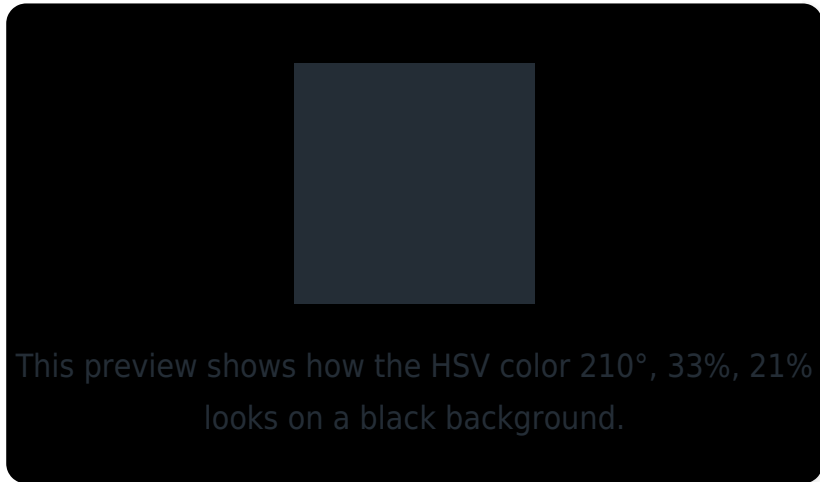 This preview shows how the HSV color 210°, 33%, 21%
looks on a black background.